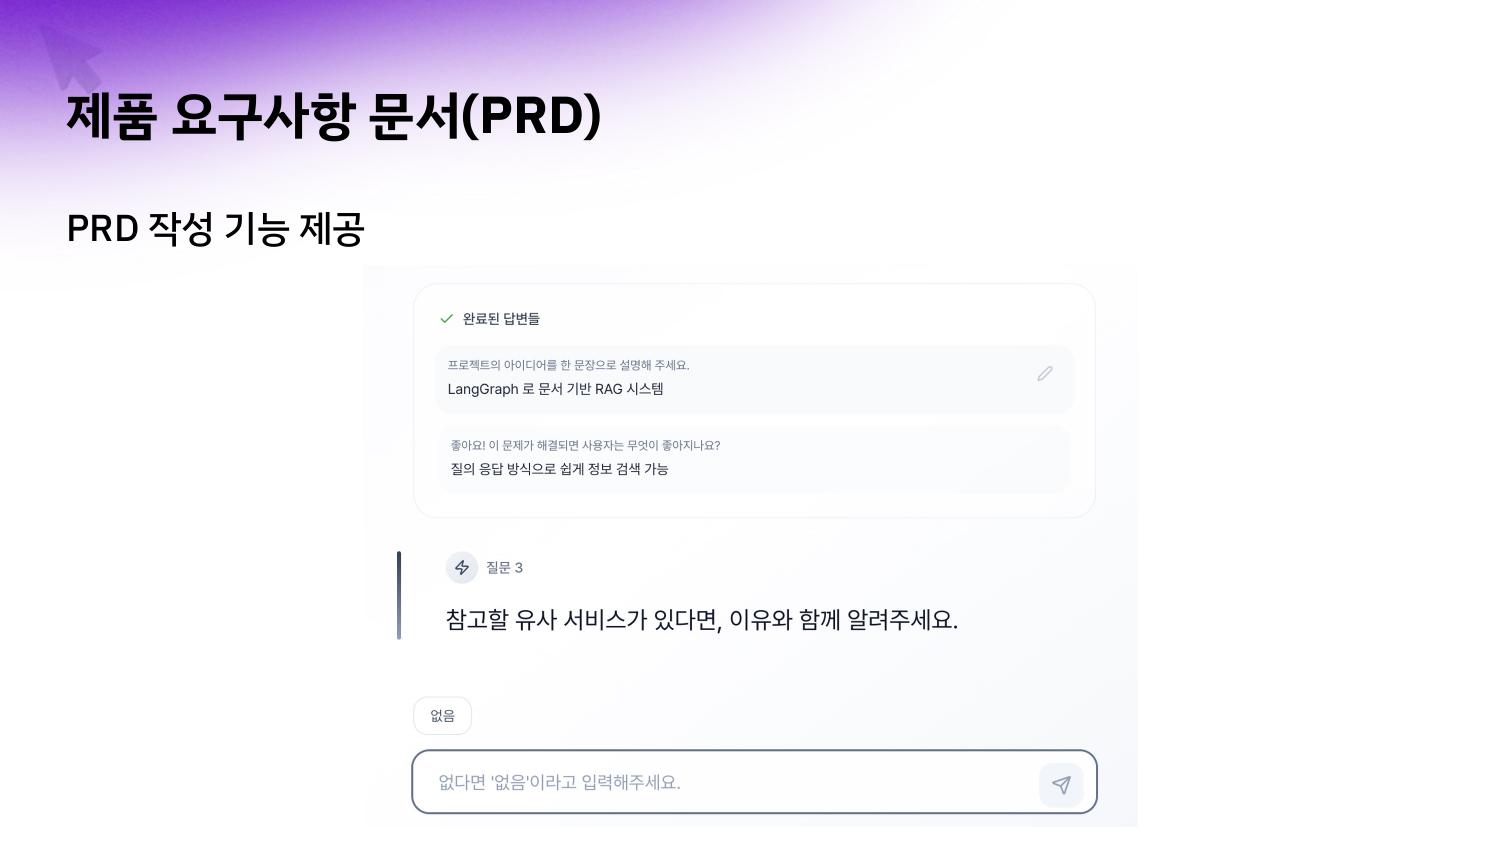 제품 요구사항 문서(PRD)
PRD 작성 기능 제공
완료된 답변들
프로젝트의 아이디어를 한 문장으로 설명해 주세요.
LangGraph 로 문서 기반 RAG 시스템
좋아요! 이 문제가 해결되면 사용자는 무엇이 좋아지나요?
질의 응답 방식으로 쉽게 정보 검색 가능
질문 3
참고할 유사 서비스가 있다면, 이유와 함께 알려주세요.
없음
없다면 '없음'이라고 입력해주세요.